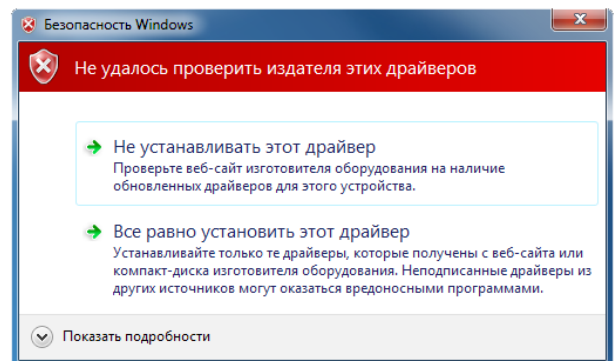 Безопасность Windows
Не удалось проверить издателя этих драйверов
Не устанавливать этот драйвер
Проверьте веб-сайт изготовителя оборудования на наличие
обновленных драйверов для этого устройства.
Все равно установить этот драйвер
Устанавливайте только те драйверы, которые получены с веб-сайта или
компакт-диска изготовителя оборудования. Неподписанные драйверы из
других источников могут оказаться вредоносными программами.
Показать подробности